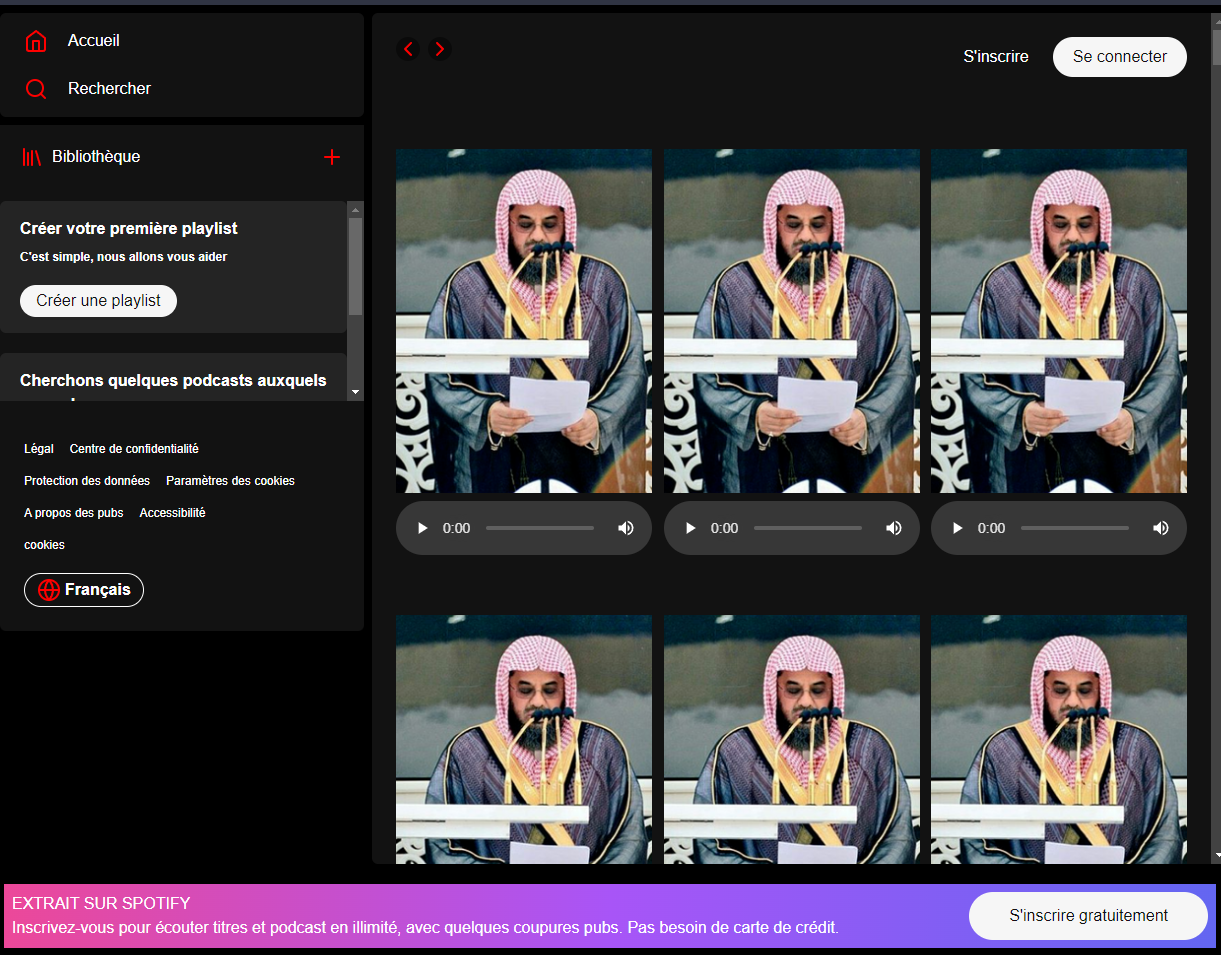 Accueil
Rechercher
Bibliothèque
Créer votre première playlist
C'est simple, nous allons vous aider
Créer une playlist
Cherchons quelques podcasts auxquels
Légal Centre de confidentialité
Protection des données Paramètres des cookies
A propos des pubs Accessibilité
cookies
Français
S'inscrire Se connecter
0:00 0:00 0:00
EXTRAIT SUR SPOTIFY
Inscrivez-vous pour écouter titres et podcast en illimité, avec quelques coupures pubs. Pas besoin de carte de crédit.
S'inscrire gratuitement